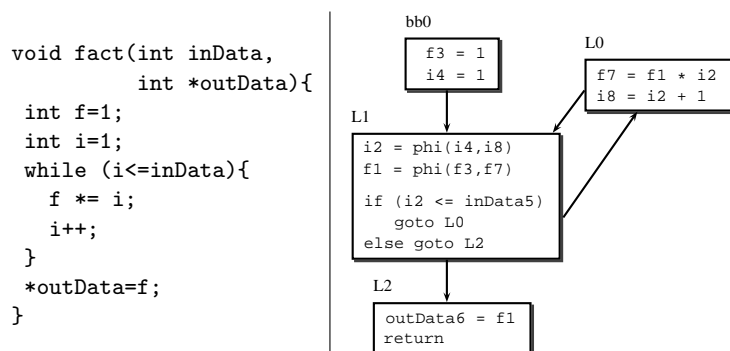 void fact(int inData,
int *outData){
int f=1;
int i=1;
while (i<=inData){
f *= i;
i++;
}
*outData=f;
}
bb0
f3 = 1
i4 = 1
L0
f7 = f1 * i2
i8 = i2 + 1
L1
i2 = phi(i4,i8)
f1 = phi(f3,f7)
if (i2 <= inData5)
goto L0
else goto L2
L2
outData6 = f1
return